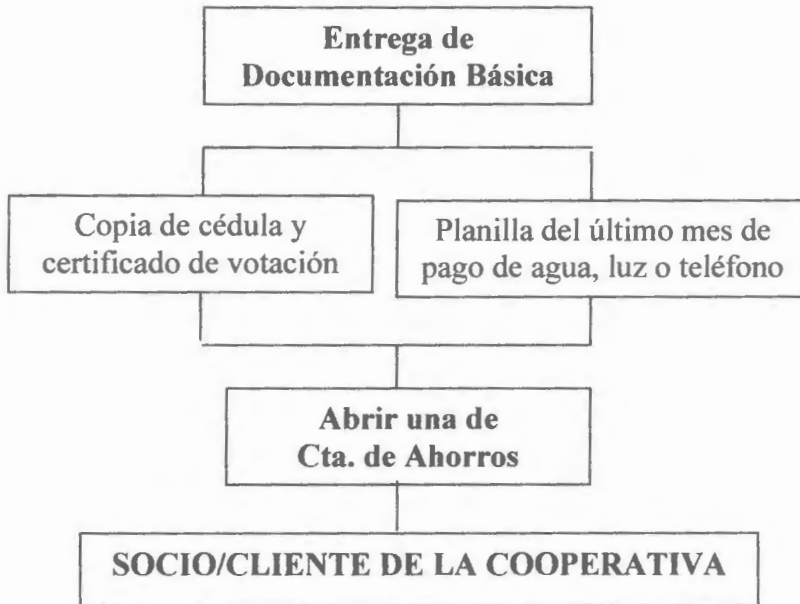 Entrega de
Documentación Básica
Copia de cédula y
certificado de votación
Planilla del último mes de
pago de agua, luz o teléfono
Abrir una de
Cta. de Ahorros
SOCIO/CLIENTE DE LA COOPERATIVA